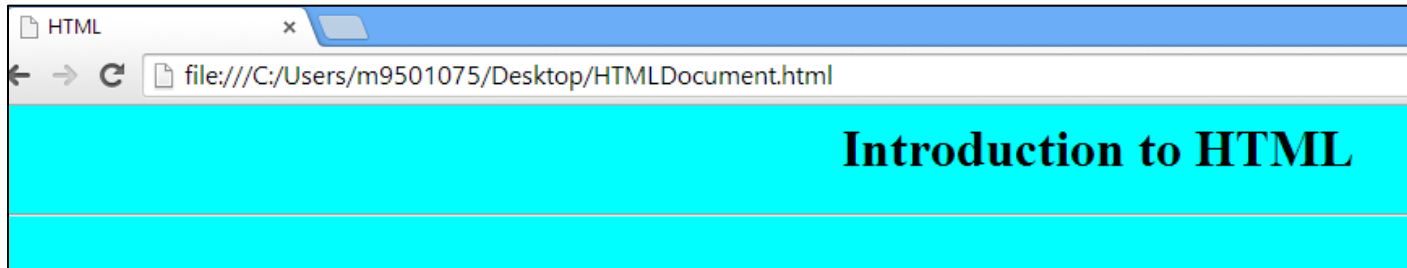 HTML
file:///C:/Users/m9501075/Desktop/HTMLDocument.html
Introduction to HTML